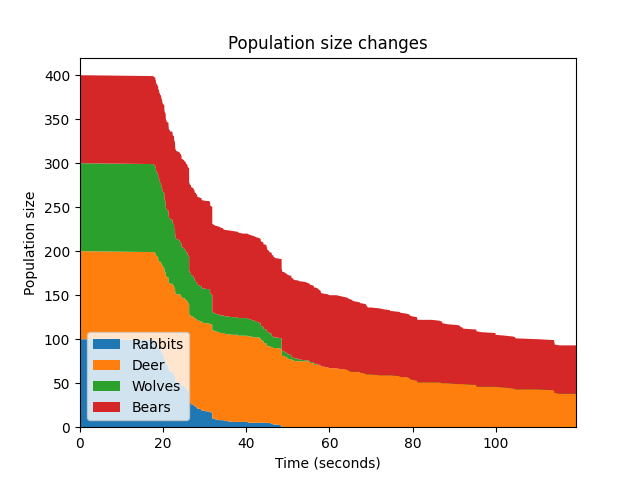 Population size changes
Population size
400
350
300
250
200
150
100
50
0
Rabbits
Deer
Wolves
Bears
0 20 40 60 80 100
Time (seconds)